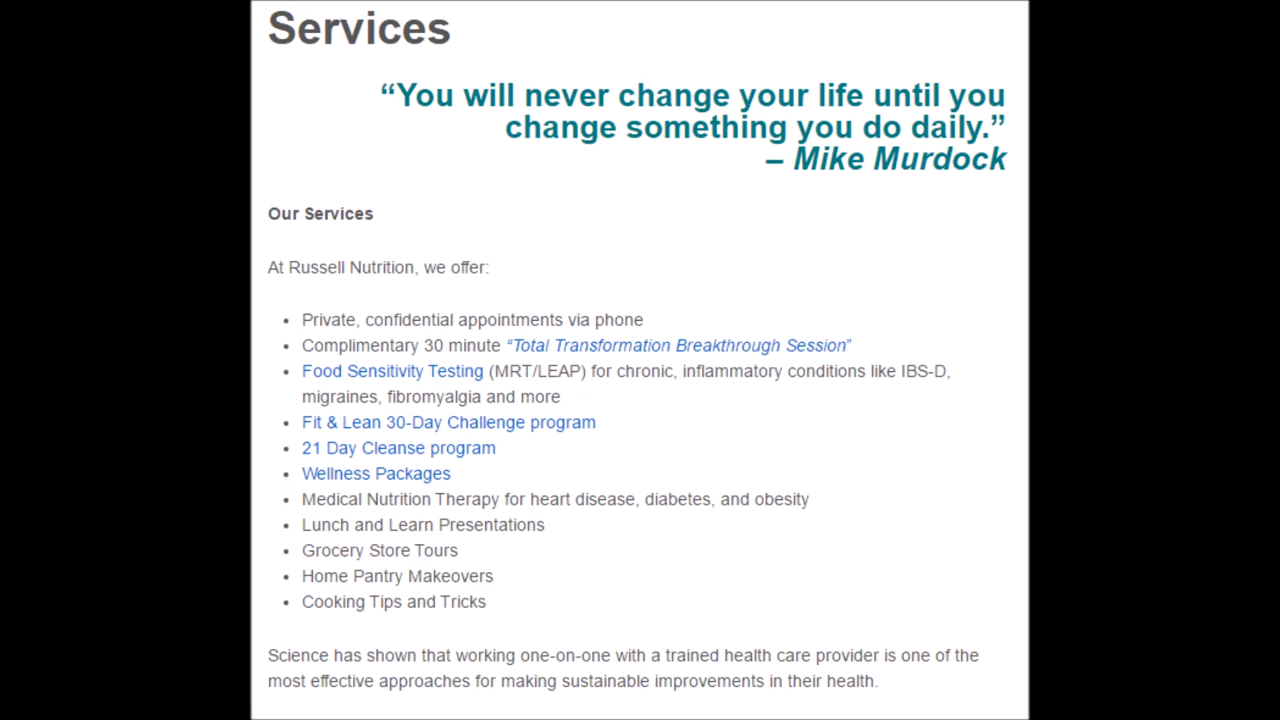 Services
“You will never change your life until you
change something you do daily.”
– Mike Murdock
Our Services
At Russell Nutrition, we offer:
• Private, confidential appointments via phone
• Complimentary 30 minute “Total Transformation Breakthrough Session”
• Food Sensitivity Testing (MRT/LEAP) for chronic, inflammatory conditions like IBS-D,
migraines, fibromyalgia and more
• Fit & Lean 30-Day Challenge program
• 21 Day Cleanse program
• Wellness Packages
• Medical Nutrition Therapy for heart disease, diabetes, and obesity
• Lunch and Learn Presentations
• Grocery Store Tours
• Home Pantry Makeovers
• Cooking Tips and Tricks
Science has shown that working one-on-one with a trained health care provider is one of the
most effective approaches for making sustainable improvements in their health.